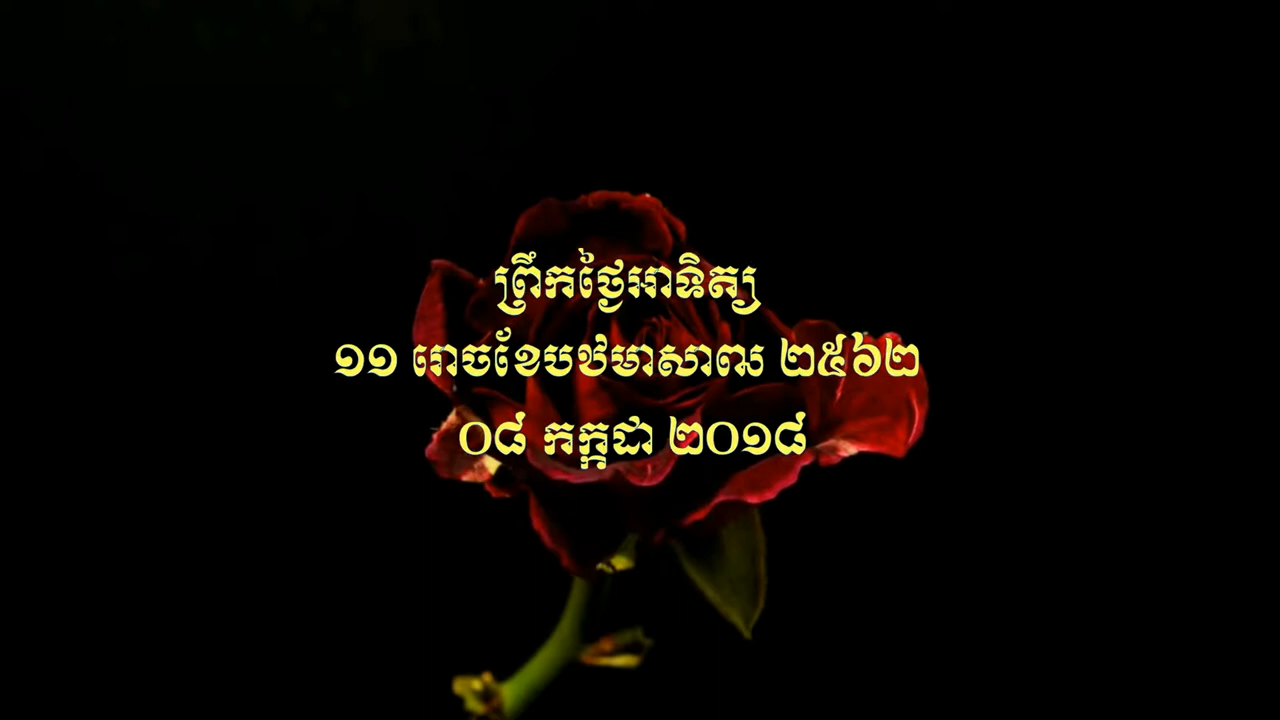 ព្រឹកថ្ងៃអាទិត្យ
១១ រោចខែបឋមាសាឍ ២៥៦២
០៨ កក្កដា ២០១៨